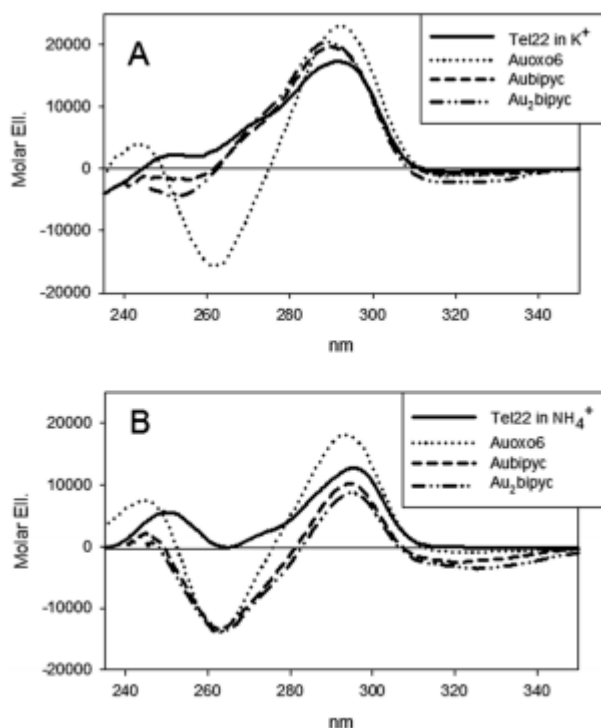 A
Tel22 in K⁺
Auoxo6
Aubipyc
Au₂bipyc
Molar Ell.
20000
10000
0
-10000
-20000
240 260 280 300 320 340
nm
B
Tel22 in NH₄⁺
Auoxo6
Aubipyc
Au₂bipyc
Molar Ell.
20000
10000
0
-10000
-20000
240 260 280 300 320 340
nm